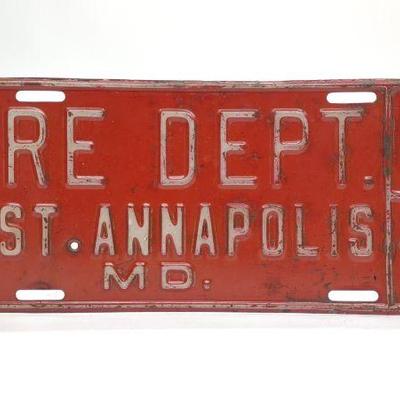 RE DEPT.
ST. ANNAPOLIS
MD.